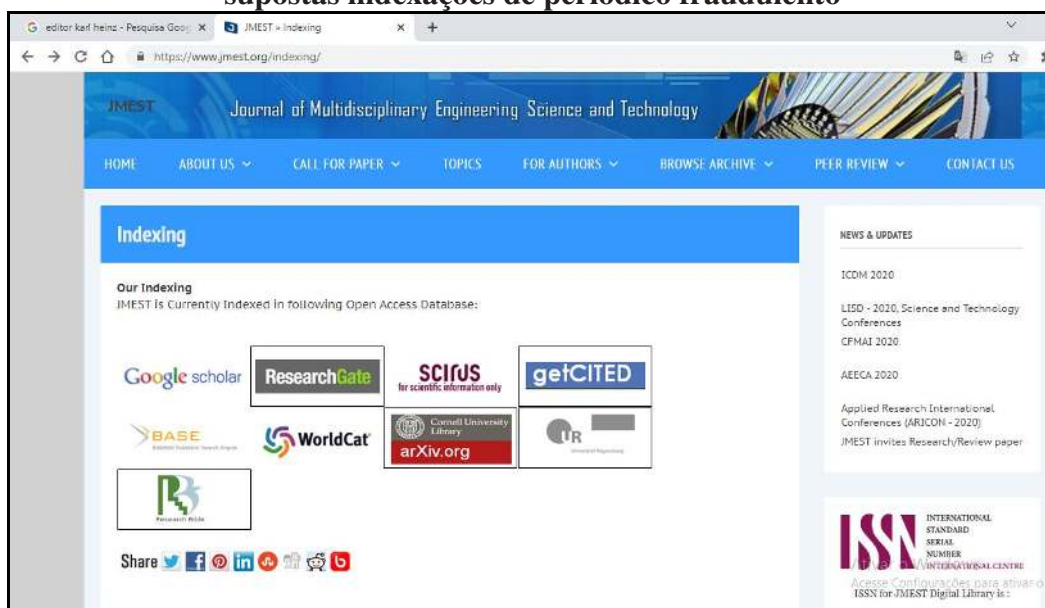 supostas indexações de periódico fraudulento
editor karl heinz - Pesquisa Goog
JMEST » Indexing
https://www.jmest.org/indexing/
JMEST
Journal of Multidisciplinary Engineering Science and Technology
HOME ABOUT US CALL FOR PAPER TOPICS FOR AUTHORS BROWSE ARCHIVE PEER REVIEW CONTACT US
Indexing
Our Indexing
JMEST is Currently Indexed in following Open Access Database:
Google scholar
ResearchGate
SCIRUS
for scientific information only
getCITED
BASE
WorldCat
Cornell University
Library
arXiv.org
UR
Research Bible
Share
NEWS & UPDATES
ICDM 2020
LISD - 2020, Science and Technology
Conferences
CFMAI 2020
AEECA 2020
Applied Research International
Conferences (ARICON - 2020)
JMEST invites Research/Review paper
ISSN
INTERNATIONAL
STANDARD
SERIAL
NUMBER
INTERNATIONAL CENTRE
Acesse Configurações para ativar o
ISSN for JMEST Digital Library is :